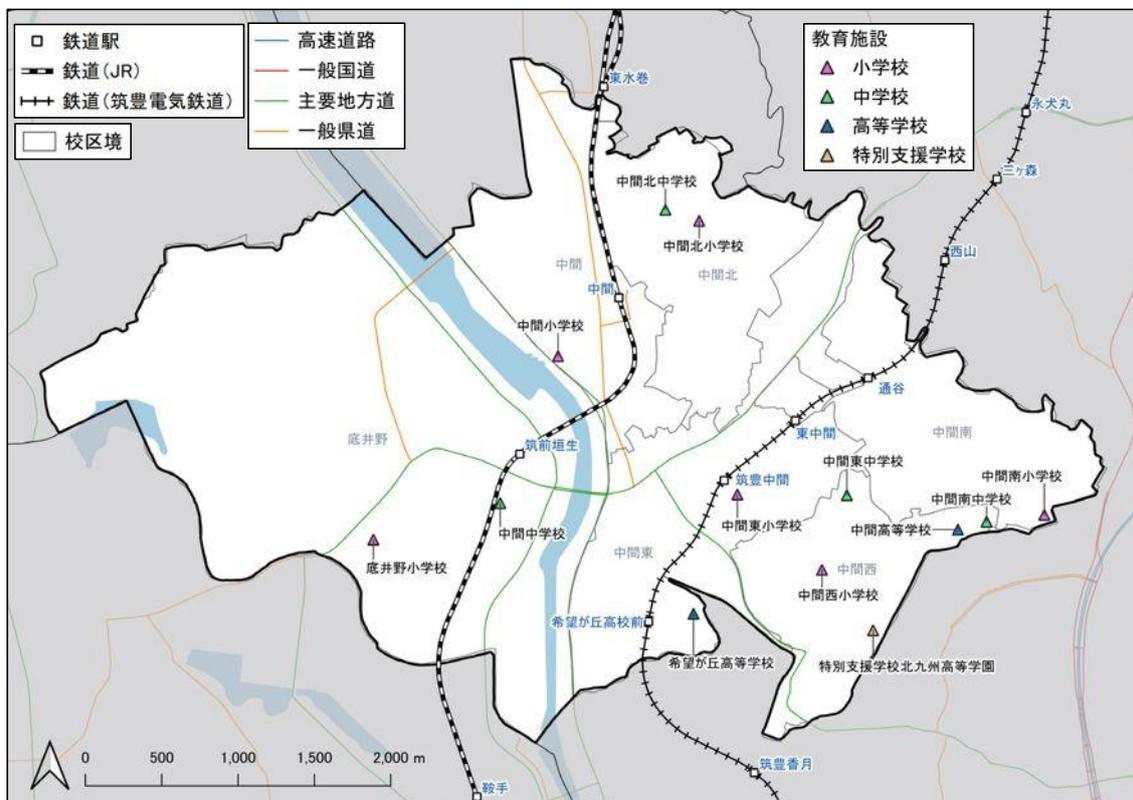 鉄道駅
鉄道(JR)
鉄道(筑豊電気鉄道)
校区境
高速道路
一般国道
主要地方道
一般県道
教育施設
小学校
中学校
高等学校
特別支援学校
東水巻
永犬丸
三ヶ森
中間北中学校
中間北小学校
西山
中間
中間北
中間
中間小学校
通谷
底井野
筑前垣生
東中間
中間南
中間東中学校
中間南小学校
筑豊中間
中間南中学校
中間東小学校
中間高等学校
中間中学校
中間東
底井野小学校
中間西
中間西小学校
希望が丘高校前
希望が丘高等学校
特別支援学校北九州高等学園
筑豊香月
鞍手
0 500 1,000 1,500 2,000 m